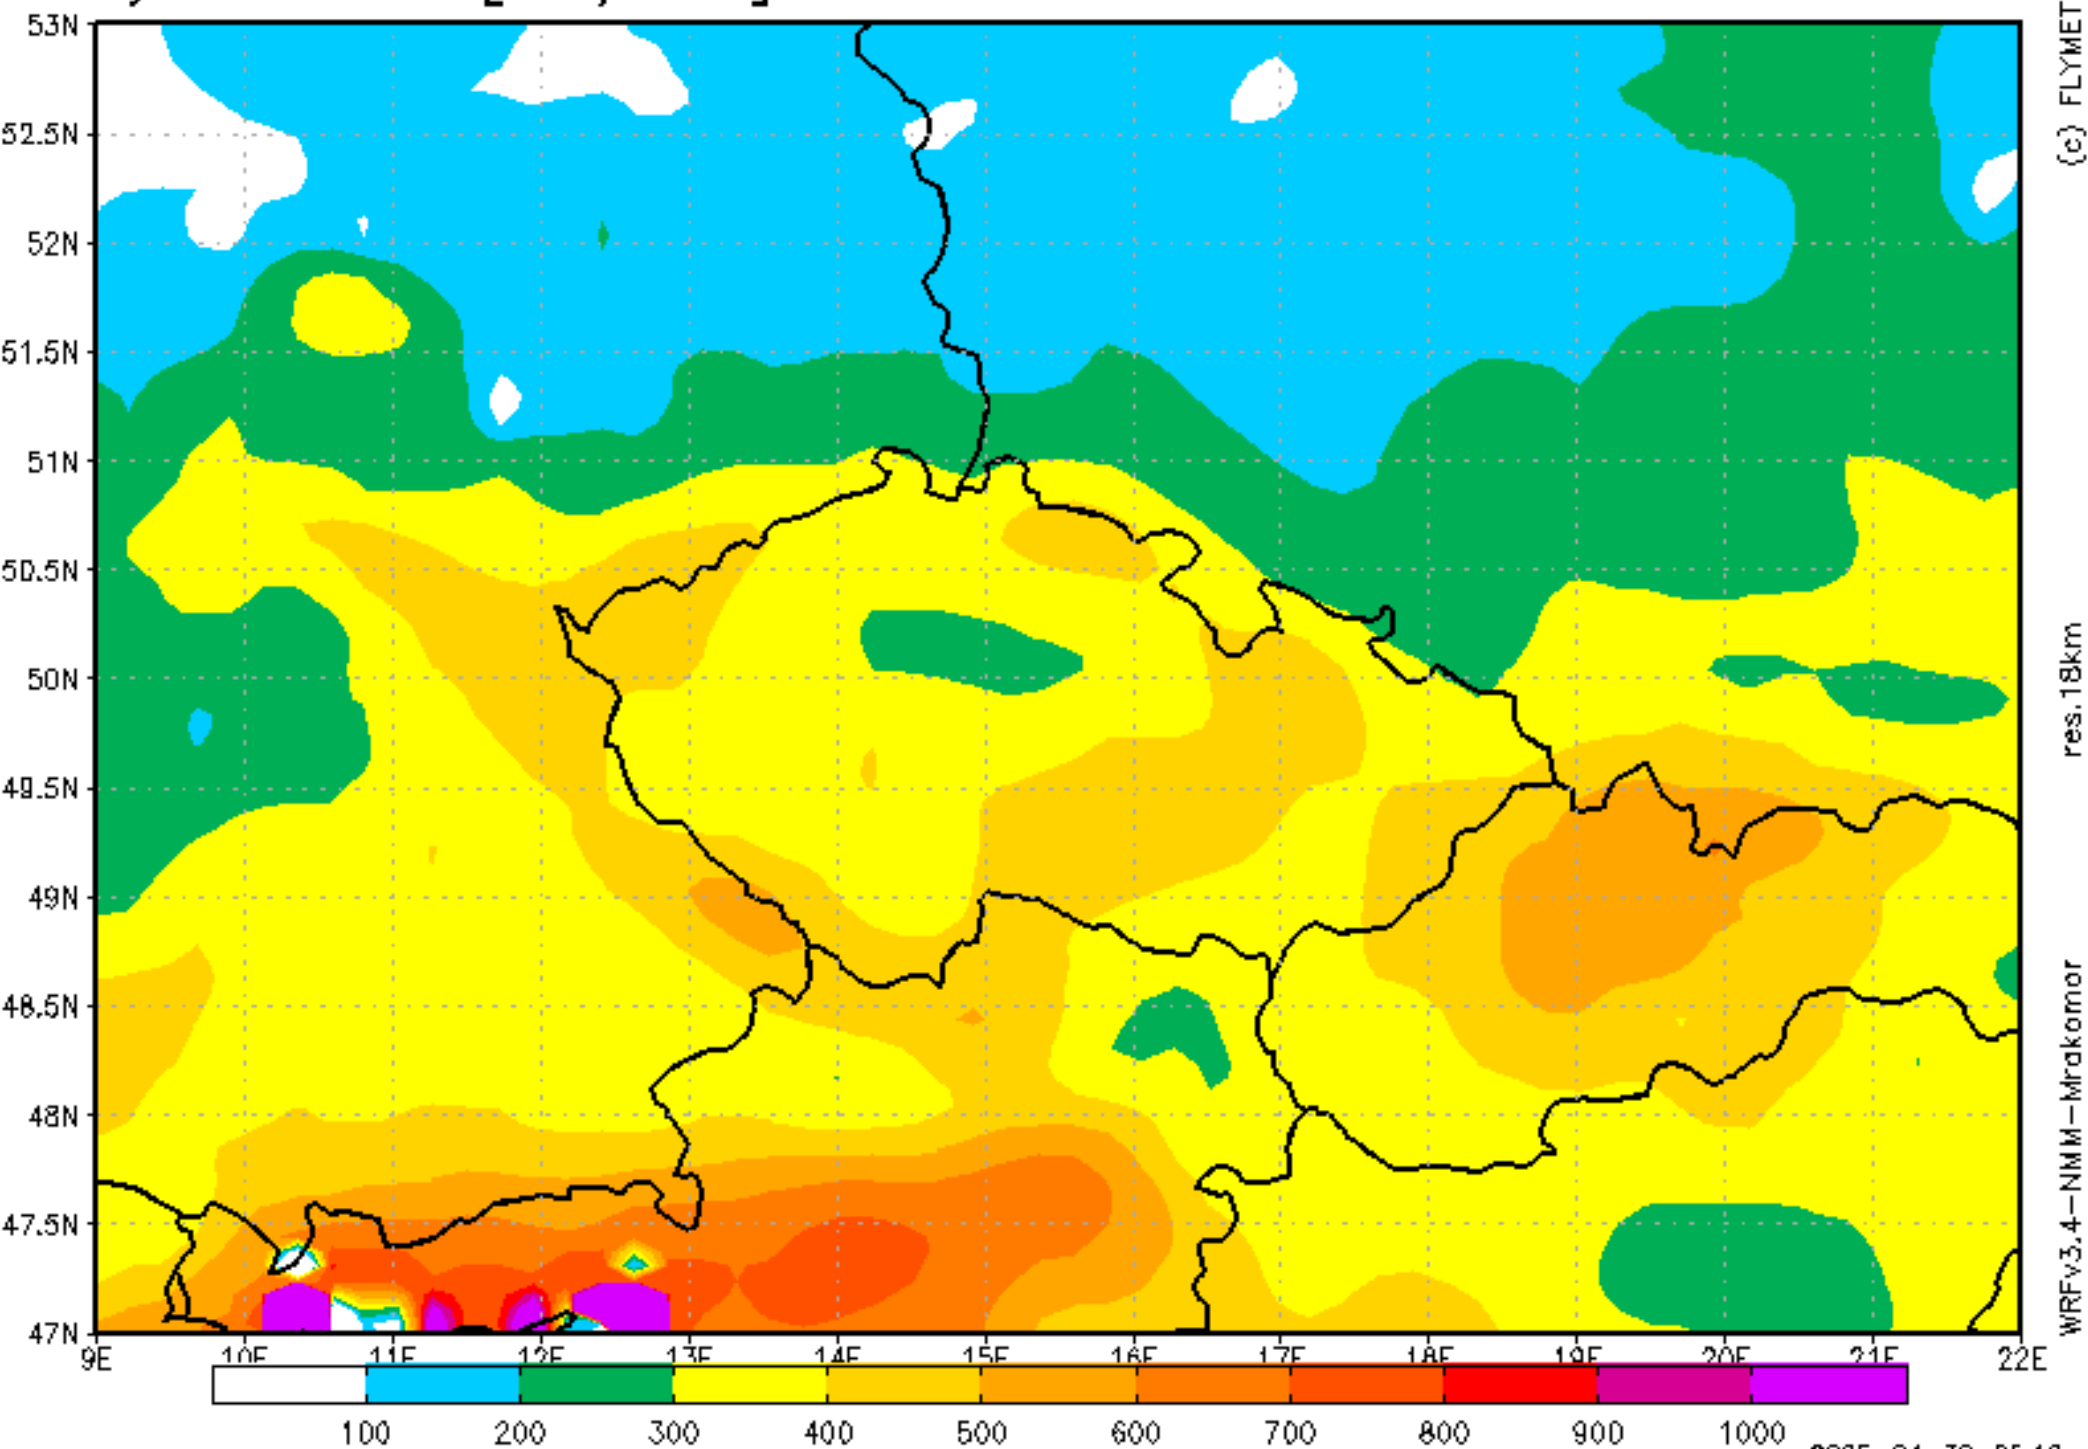 53N
52.5N
52N
51.5N
51N
50.5N
50N
49.5N
49N
48.5N
48N
47.5N
47N
9E 10E 11E 12E 13E 14E 15E 16E 17E 18E 19E 20E 21E 22E
100 200 300 400 500 600 700 800 900 1000
(c) FLYMET
res.18km
WRFv3.4-NMM-Mrakomor